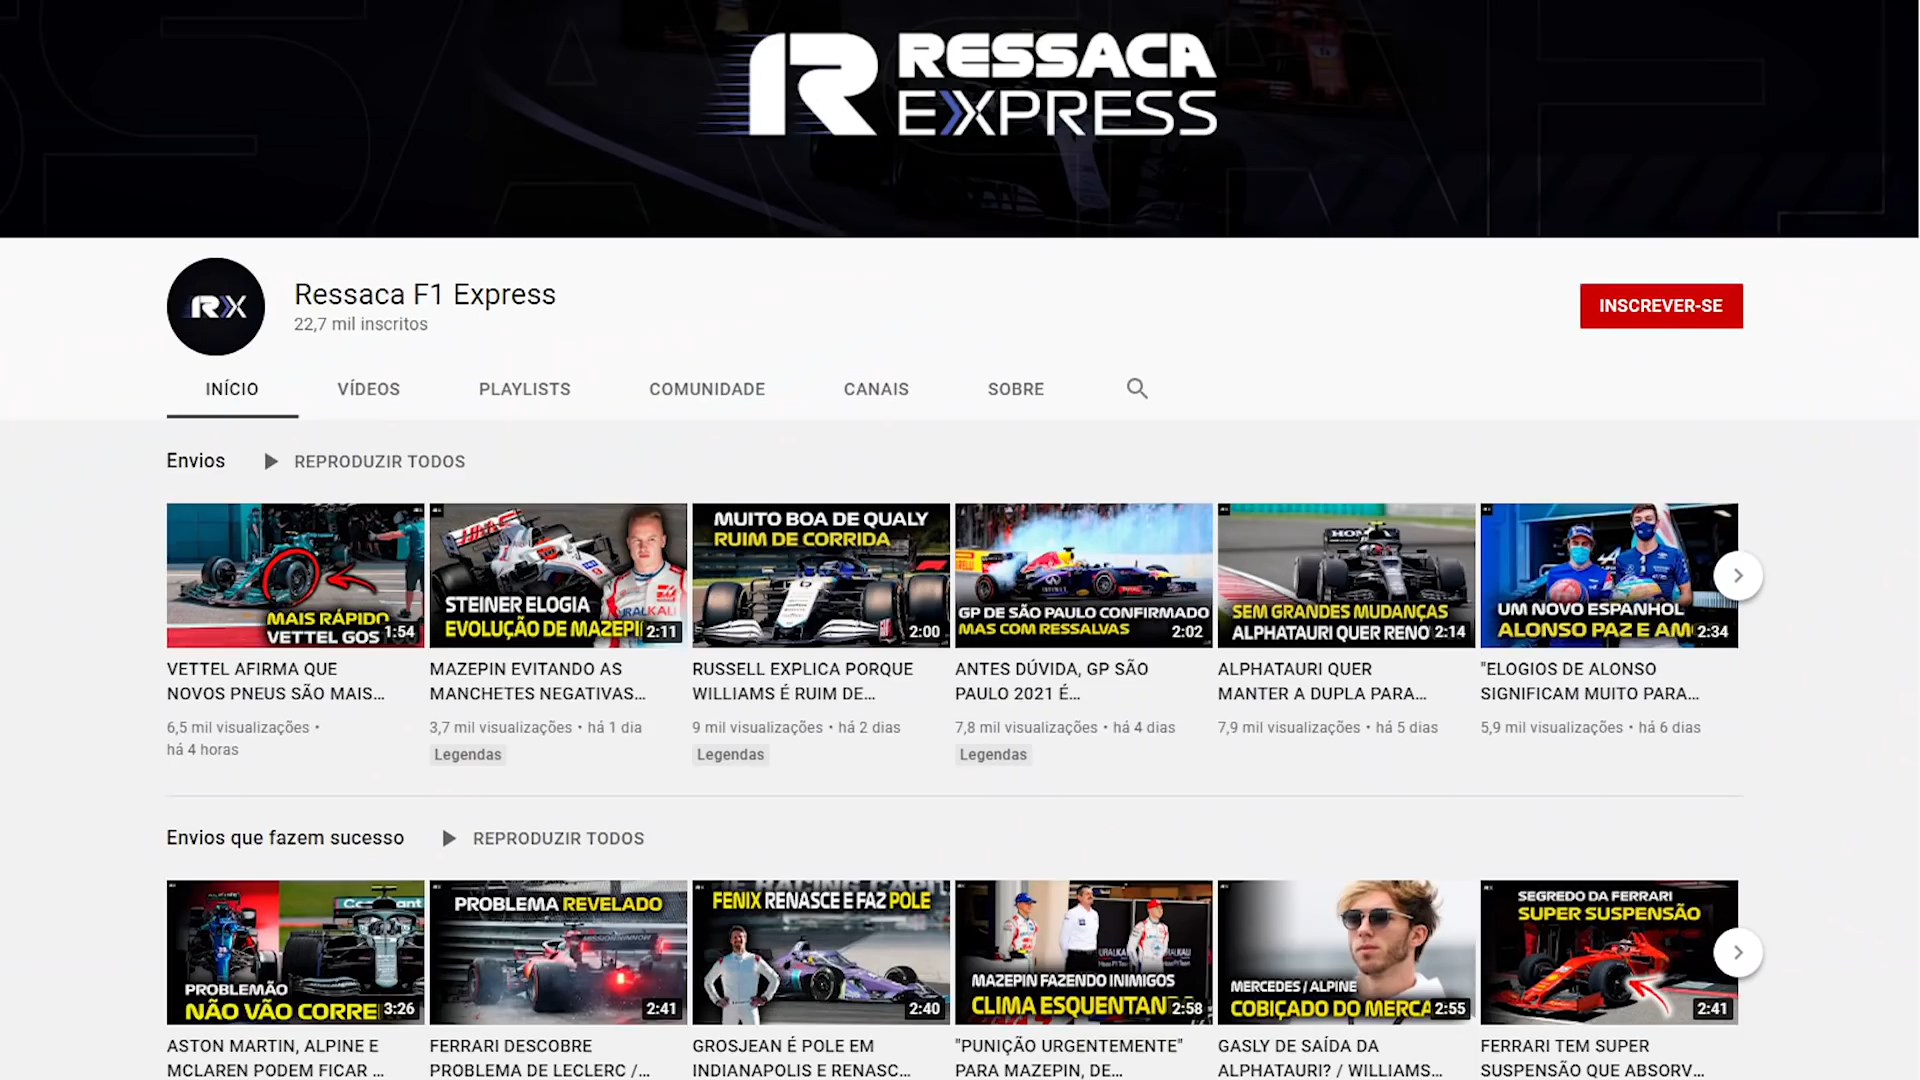 RESSACA
EXPRESS
RX
Ressaca F1 Express
22,7 mil inscritos
INSCREVER-SE
INÍCIO
VÍDEOS
PLAYLISTS
COMUNIDADE
CANAIS
SOBRE
Envios
REPRODUZIR TODOS
MAIS RÁPIDO
VETTEL GOS
1:54
STEINER ELOGIA
EVOLUÇÃO DE MAZEPI
2:11
MUITO BOA DE QUALY
RUIM DE CORRIDA
2:00
GP DE SÃO PAULO CONFIRMADO
MAS COM RESSALVAS
2:02
HONDA
SEM GRANDES MUDANÇAS
ALPHATAURI QUER RENO
2:14
UM NOVO ESPANHOL
ALONSO PAZ E AM
2:34
VETTEL AFIRMA QUE
NOVOS PNEUS SÃO MAIS...
6,5 mil visualizações •
há 4 horas
MAZEPIN EVITANDO AS
MANCHETES NEGATIVAS...
3,7 mil visualizações • há 1 dia
Legendas
RUSSELL EXPLICA PORQUE
WILLIAMS É RUIM DE...
9 mil visualizações • há 2 dias
Legendas
ANTES DÚVIDA, GP SÃO
PAULO 2021 É...
7,8 mil visualizações • há 4 dias
Legendas
ALPHATAURI QUER
MANTER A DUPLA PARA...
7,9 mil visualizações • há 5 dias
"ELOGIOS DE ALONSO
SIGNIFICAM MUITO PARA...
5,9 mil visualizações • há 6 dias
Envios que fazem sucesso
REPRODUZIR TODOS
PROBLEMÃO
NÃO VÃO CORRE
3:26
PROBLEMA REVELADO
2:41
FENIX RENASCE E FAZ POLE
2:40
MAZEPIN FAZENDO INIMIGOS
CLIMA ESQUENTAN
2:58
MERCEDES / ALPINE
COBIÇADO DO MERCA
2:55
SEGREDO DA FERRARI
SUPER SUSPENSÃO
2:41
ASTON MARTIN, ALPINE E
MCLAREN PODEM FICAR ...
FERRARI DESCOBRE
PROBLEMA DE LECLERC /...
GROSJEAN É POLE EM
INDIANAPOLIS E RENASC...
"PUNIÇÃO URGENTEMENTE"
PARA MAZEPIN, DE...
GASLY DE SAÍDA DA
ALPHATAURI? / WILLIAMS...
FERRARI TEM SUPER
SUSPENSÃO QUE ABSORV...